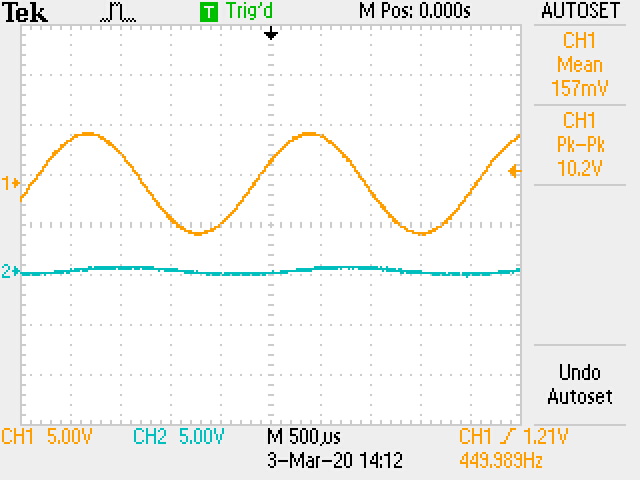 Tek T Trig'd M Pos: 0.000s AUTOSET
CH1
Mean
157mV
CH1
Pk-Pk
10.2V
1
2
Undo
Autoset
CH1 5.00V CH2 5.00V M 500µs CH1 / 1.21V
3-Mar-20 14:12 449.989Hz